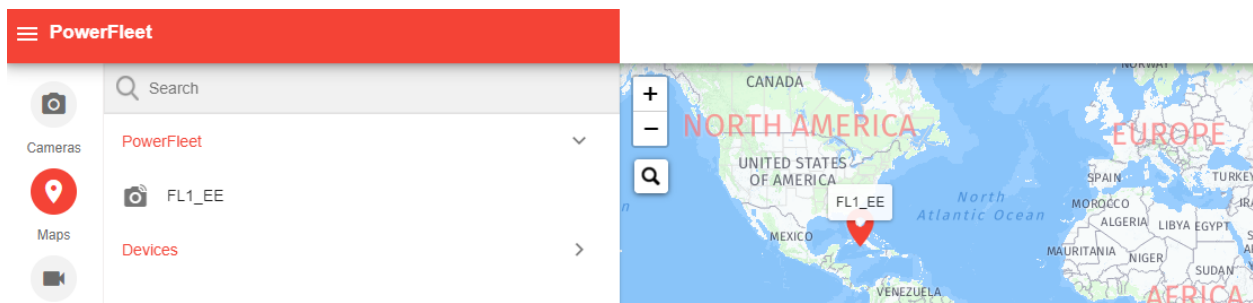 PowerFleet
Search
Cameras
PowerFleet
FL1_EE
Maps
Devices
+
−
CANADA
NORTH AMERICA
UNITED STATES
OF AMERICA
FL1_EE
MEXICO
VENEZUELA
North
Atlantic Ocean
NORWAY
EUROPE
SPAIN
TURKEY
MOROCCO
ALGERIA
LIBYA
EGYPT
MAURITANIA
NIGER
SUDAN
AFRICA